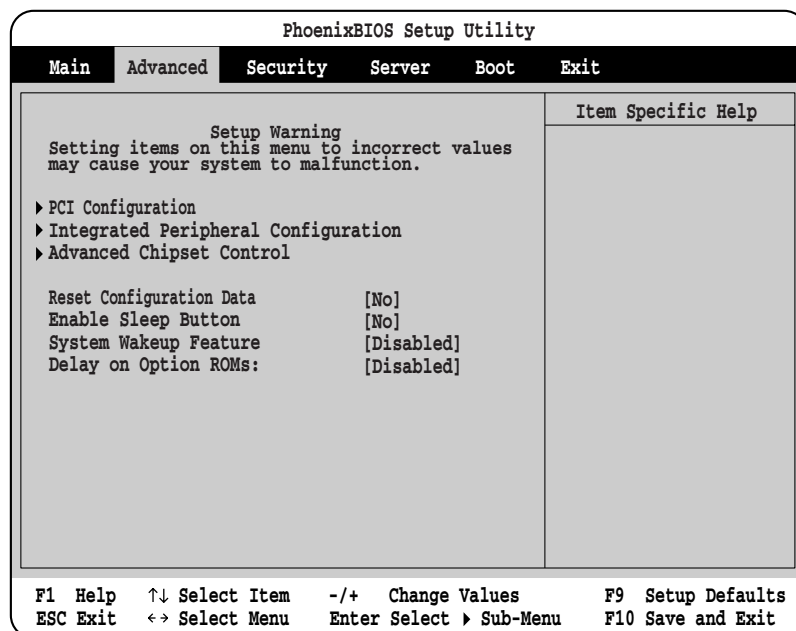 PhoenixBIOS Setup Utility
Main Advanced Security Server Boot Exit
Item Specific Help
Setup Warning
Setting items on this menu to incorrect values
may cause your system to malfunction.
PCI Configuration
Integrated Peripheral Configuration
Advanced Chipset Control
Reset Configuration Data [No]
Enable Sleep Button [No]
System Wakeup Feature [Disabled]
Delay on Option ROMs: [Disabled]
F1 Help ↑↓ Select Item -/+ Change Values F9 Setup Defaults
ESC Exit ←→ Select Menu Enter Select ▶ Sub-Menu F10 Save and Exit